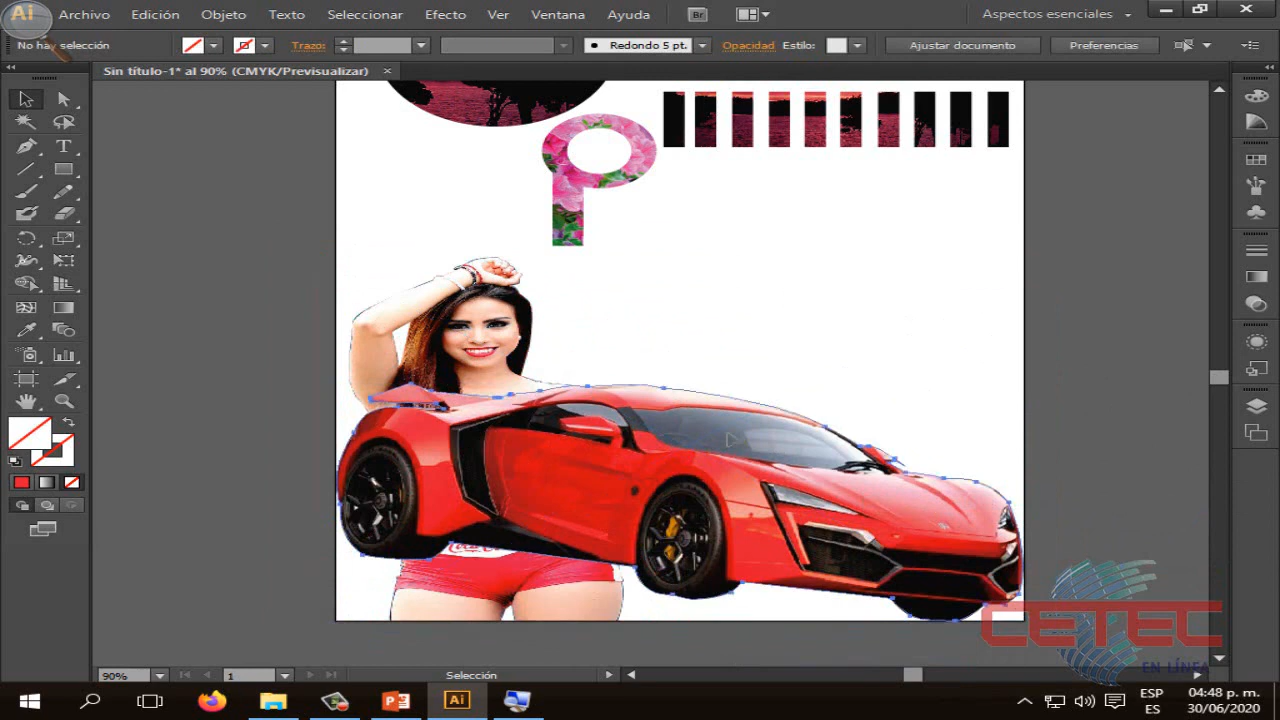 Ai Archivo Edición Objeto Texto Seleccionar Efecto Ver Ventana Ayuda Br Aspectos esenciales
No hay selección Trazo: Redondo 5 pt. Opacidad Estilo: Ajustar documento Preferencias
Sin título-1* al 90% (CMYK/Previsualizar)
T
P
CETEC
EN LÍNEA
90% 1 Selección
Ai ESP 04:48 p. m.
ES 30/06/2020